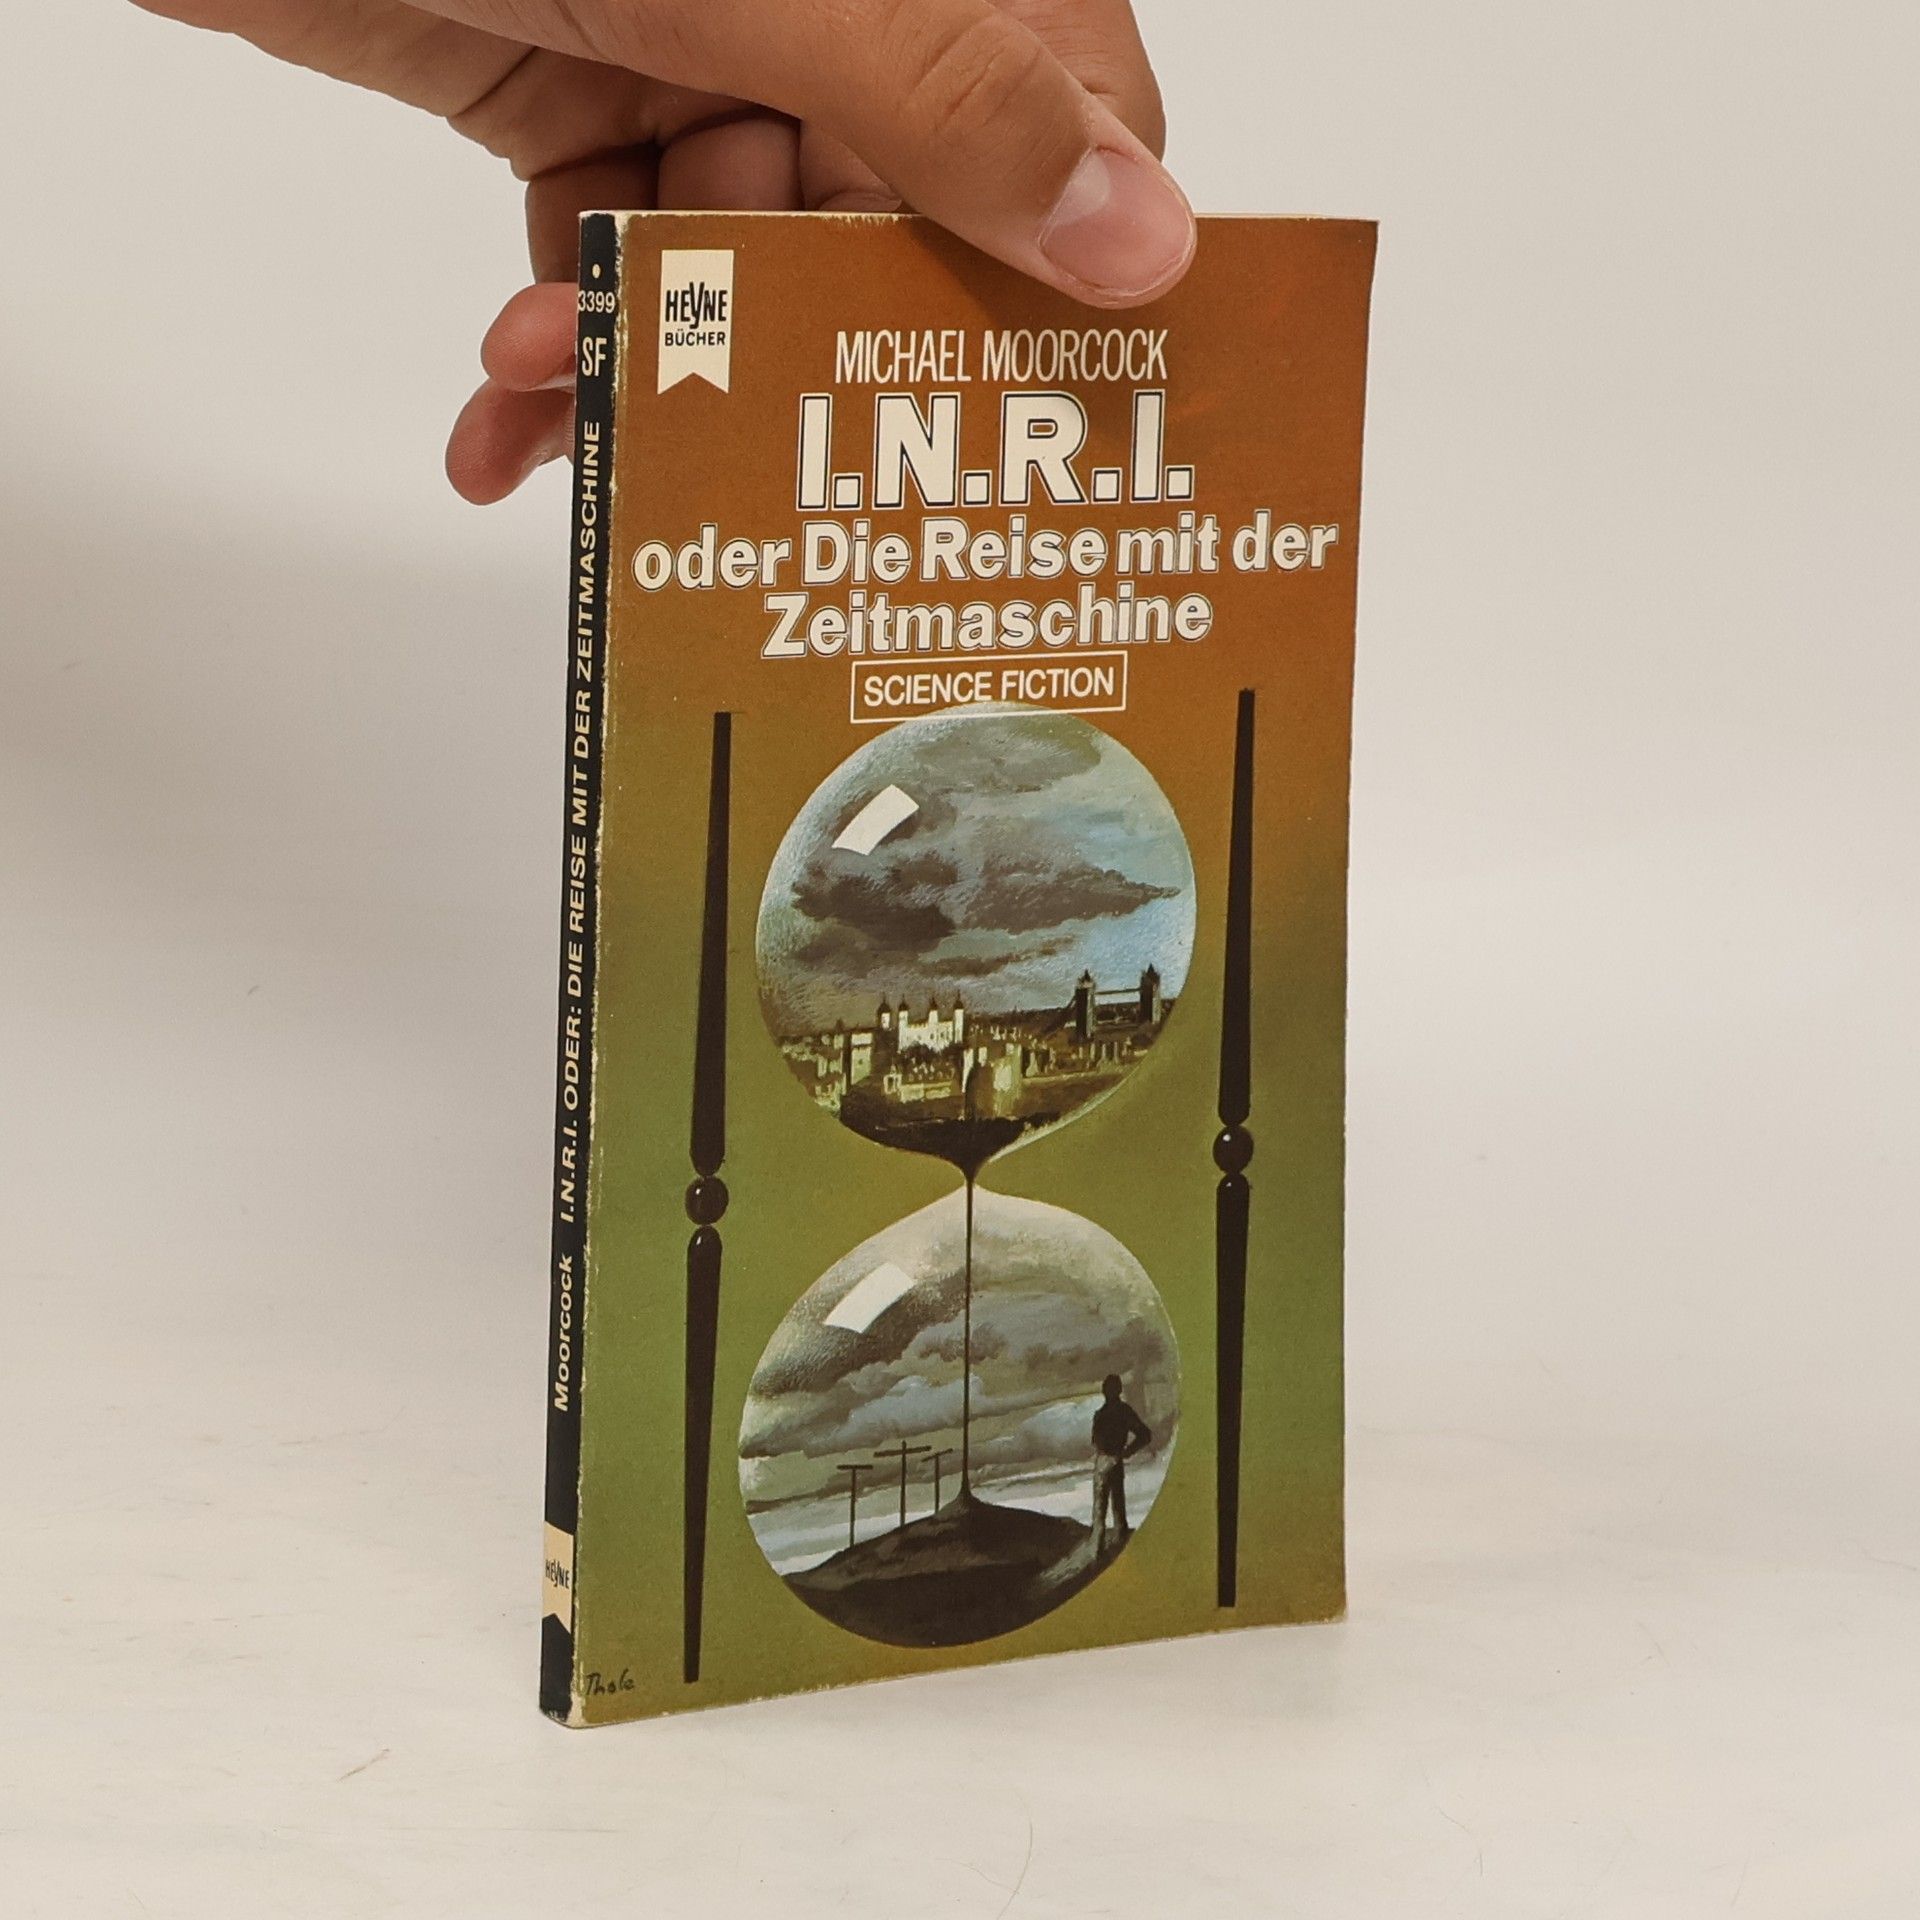 HEYNE
BÜCHER
MICHAEL MOORCOCK
I.N.R.I.
oder Die Reise mit der
Zeitmaschine
SCIENCE FICTION
Thole
3399
SF
Moorcock I.N.R.I. ODER: DIE REISE MIT DER ZEITMASCHINE
HEYNE